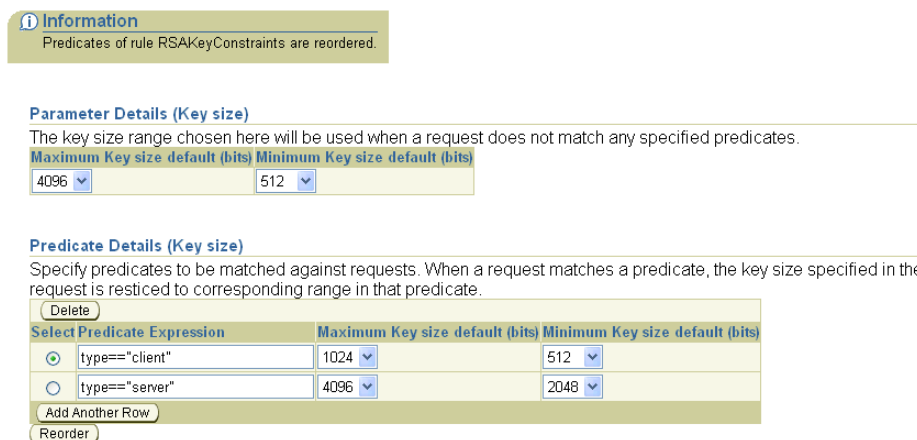 Information
Predicates of rule RSAKeyConstraints are reordered.
Parameter Details (Key size)
The key size range chosen here will be used when a request does not match any specified predicates.
Maximum Key size default (bits) Minimum Key size default (bits)
4096 512
Predicate Details (Key size)
Specify predicates to be matched against requests. When a request matches a predicate, the key size specified in the
request is resticed to corresponding range in that predicate.
Delete
Select Predicate Expression Maximum Key size default (bits) Minimum Key size default (bits)
type=="client" 1024 512
type=="server" 4096 2048
Add Another Row
Reorder